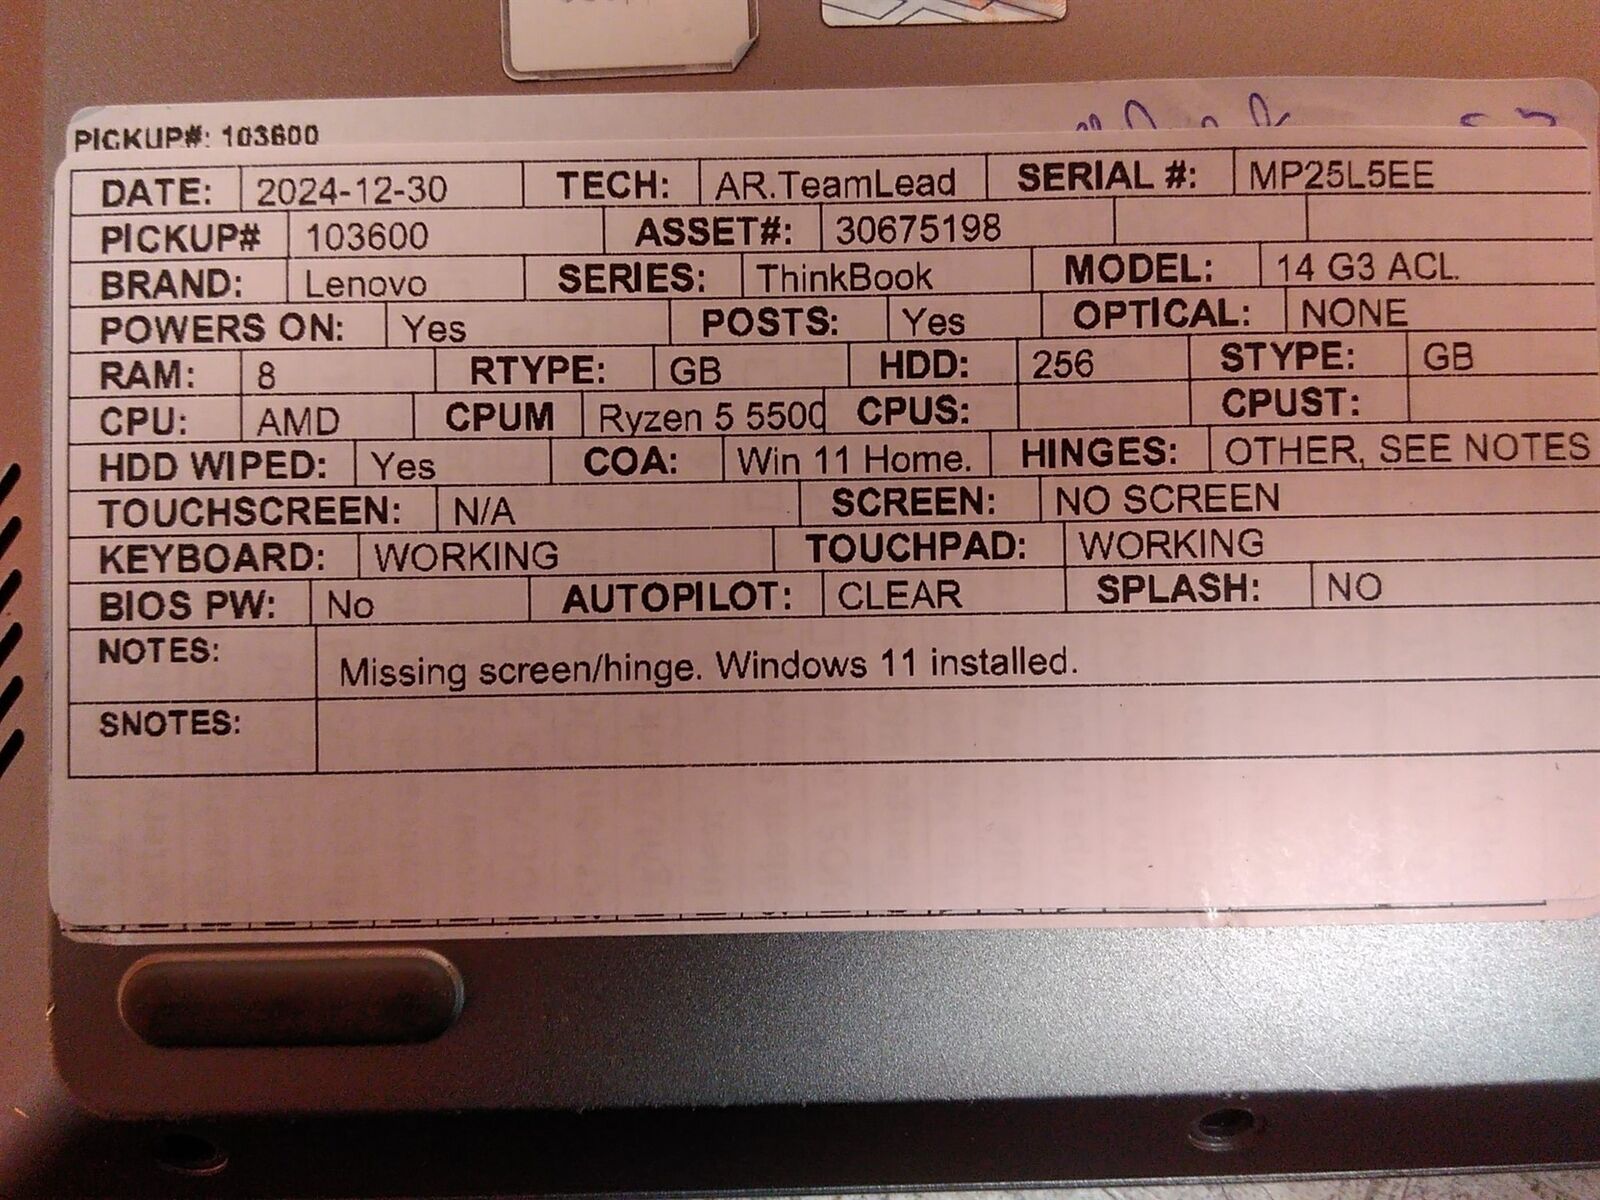 PICKUP#: 103600
DATE: 2024-12-30 TECH: AR.TeamLead SERIAL #: MP25L5EE
PICKUP# 103600 ASSET#: 30675198
BRAND: Lenovo SERIES: ThinkBook MODEL: 14 G3 ACL
POWERS ON: Yes POSTS: Yes OPTICAL: NONE
RAM: 8 RTYPE: GB HDD: 256 STYPE: GB
CPU: AMD CPUM Ryzen 5 5500 CPUS: CPUST:
HDD WIPED: Yes COA: Win 11 Home. HINGES: OTHER, SEE NOTES
TOUCHSCREEN: N/A SCREEN: NO SCREEN
KEYBOARD: WORKING TOUCHPAD: WORKING
BIOS PW: No AUTOPILOT: CLEAR SPLASH: NO
NOTES: Missing screen/hinge. Windows 11 installed.
SNOTES: